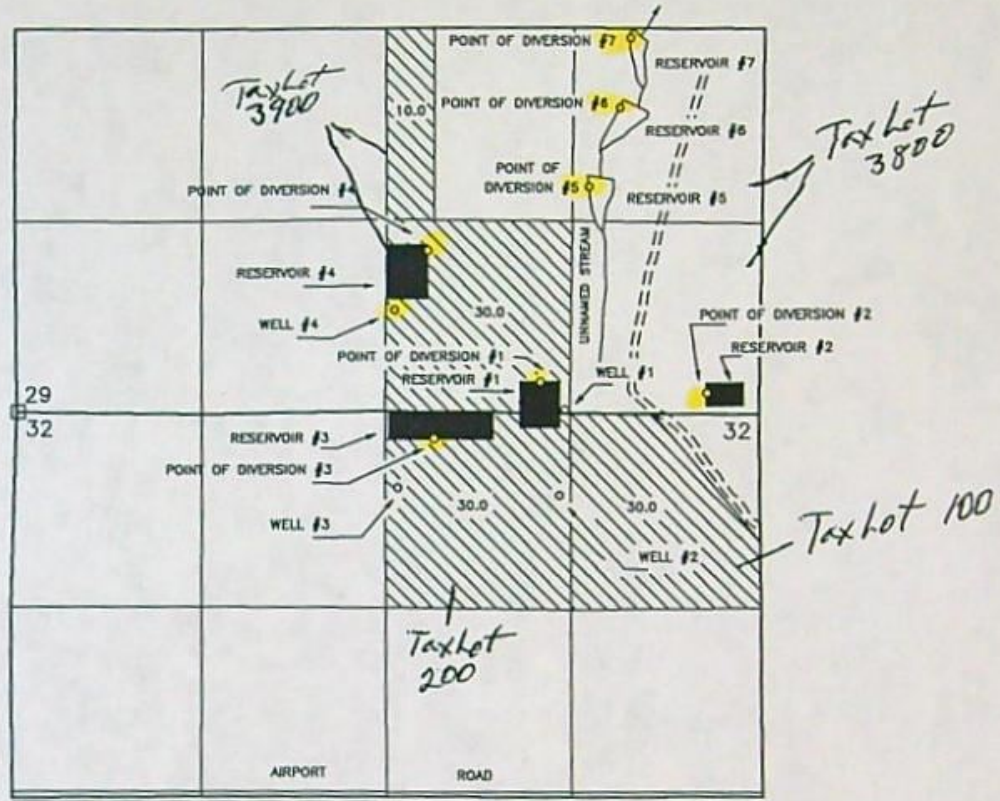 POINT OF DIVERSION #7
RESERVOIR #7
Tax Lot
3900
10.0
POINT OF DIVERSION #6
RESERVOIR #6
Tax Lot
3800
POINT OF
DIVERSION #5
RESERVOIR #5
POINT OF DIVERSION #4
UNNAMED STREAM
RESERVOIR #4
30.0
WELL #4
POINT OF DIVERSION #2
RESERVOIR #2
POINT OF DIVERSION #1
RESERVOIR #1
WELL #1
29
32
32
RESERVOIR #3
POINT OF DIVERSION #3
30.0
30.0
Tax Lot 100
WELL #3
WELL #2
Tax Lot
200
AIRPORT ROAD